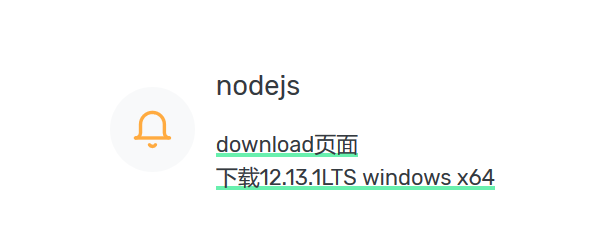 nodejs
download页面
下载12.13.1LTS windows x64